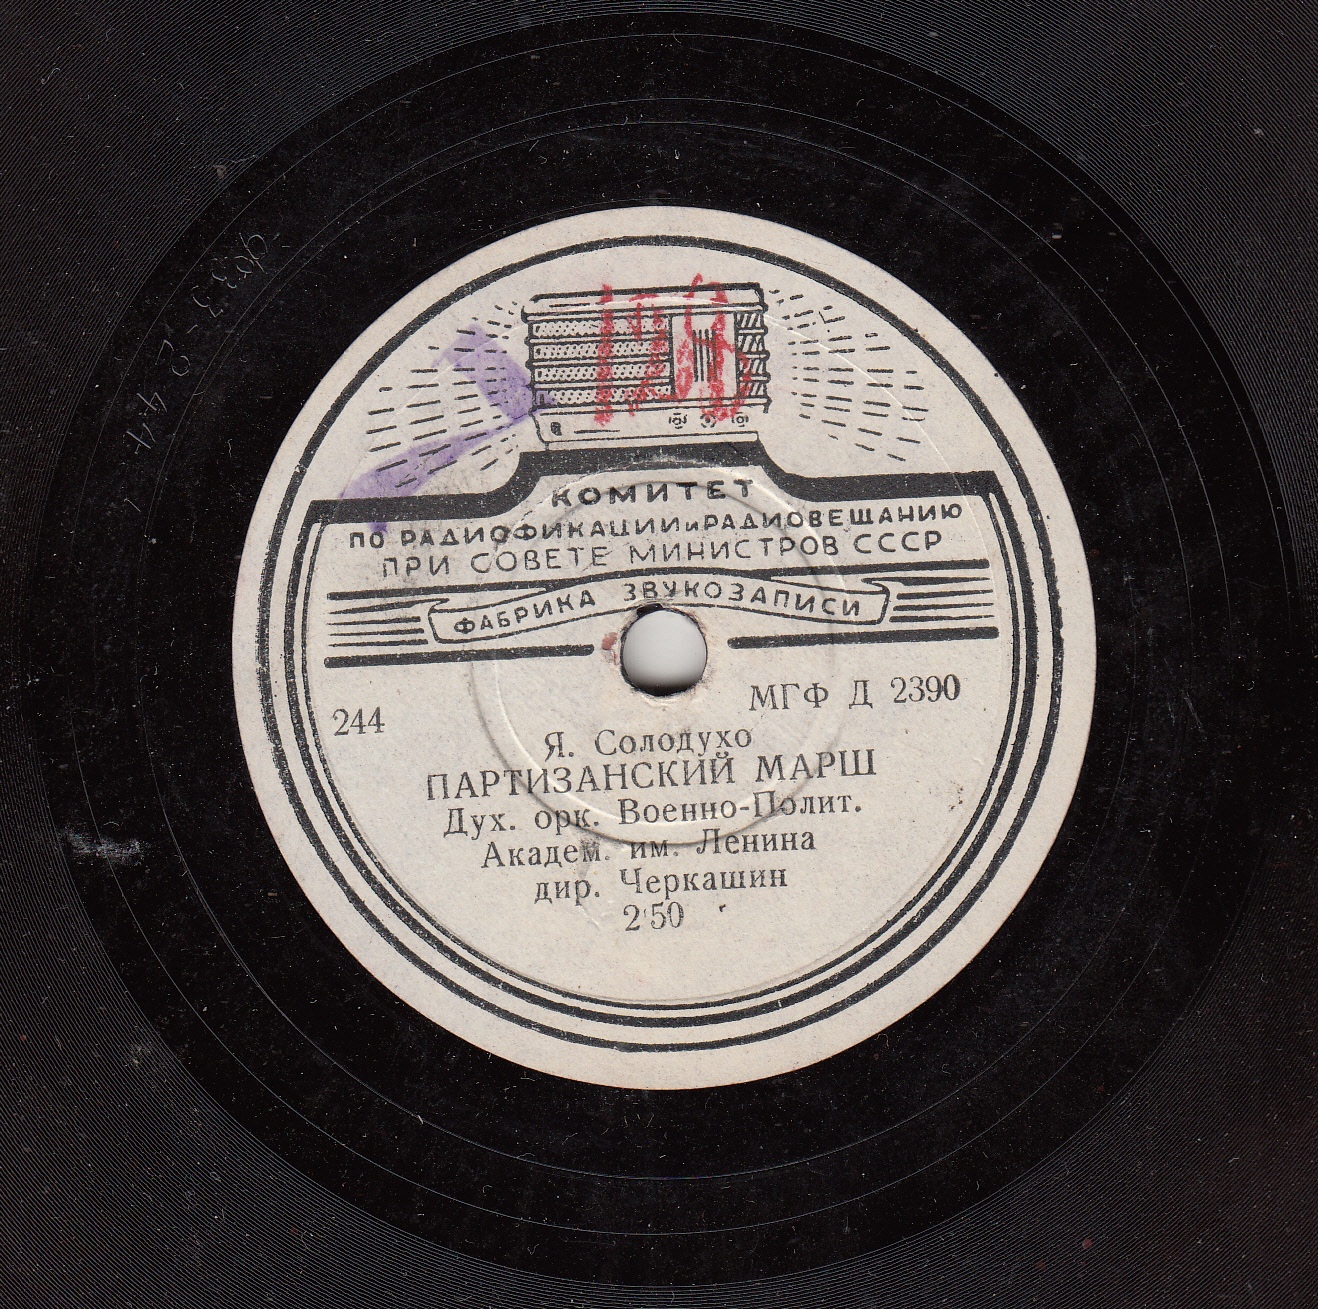 КОМИТЕТ
ПО РАДИОФИКАЦИИ и РАДИОВЕЩАНИЮ
ПРИ СОВЕТЕ МИНИСТРОВ СССР
ФАБРИКА ЗВУКОЗАПИСИ
МГФ Д 2390
244
Я. Солодухо
ПАРТИЗАНСКИЙ МАРШ
Дух. орк. Военно-Полит.
Академ. им. Ленина
дир. Черкашин
2'50